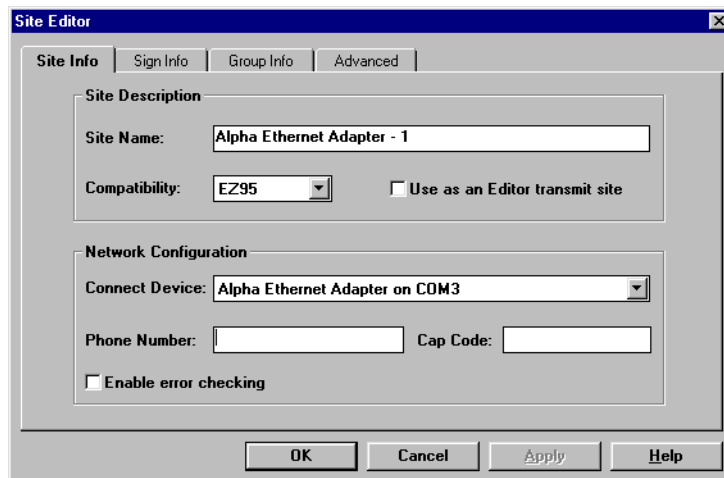 Site Editor
Site Info Sign Info Group Info Advanced
Site Description
Site Name: Alpha Ethernet Adapter - 1
Compatibility: EZ95 Use as an Editor transmit site
Network Configuration
Connect Device: Alpha Ethernet Adapter on COM3
Phone Number: Cap Code:
Enable error checking
OK Cancel Apply Help